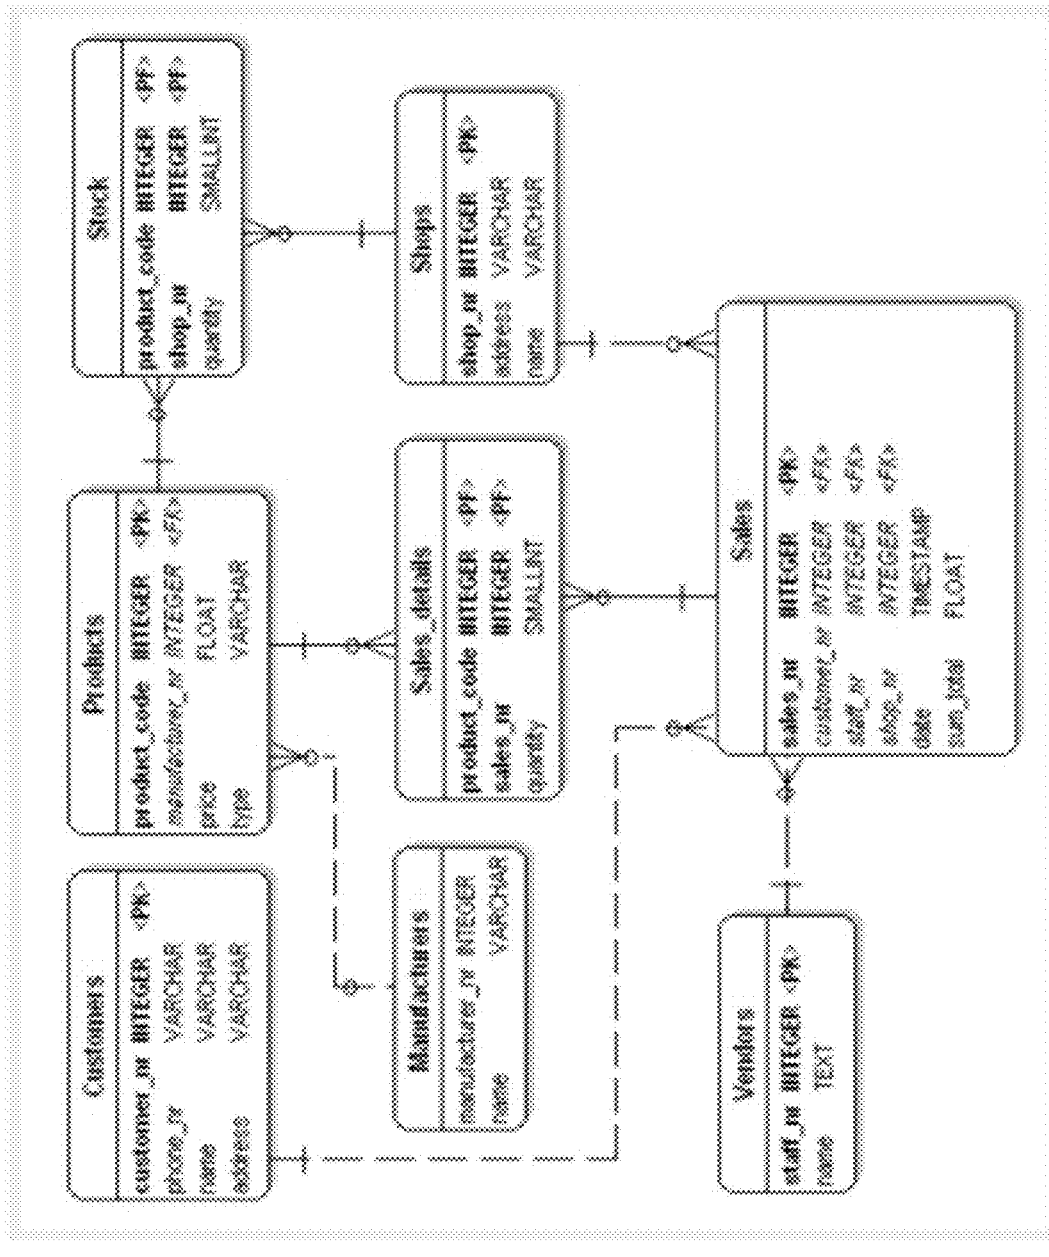 Customers
customer_nr INTEGER <PK>
phone_nr VARCHAR
name VARCHAR
address VARCHAR
Products
product_code INTEGER <PK>
manufacturer_nr INTEGER <FK>
price FLOAT
type VARCHAR
Stock
product_code INTEGER <PF>
shop_nr INTEGER <PF>
quantity SMALLINT
Manufacturers
manufacturer_nr INTEGER
name VARCHAR
Sales_details
product_code INTEGER <PF>
sales_nr INTEGER <PF>
quantity SMALLINT
Shops
shop_nr INTEGER <PK>
address VARCHAR
name VARCHAR
Vendors
staff_nr INTEGER <PK>
name TEXT
Sales
sales_nr INTEGER <PK>
customer_nr INTEGER <FK>
staff_nr INTEGER <FK>
shop_nr INTEGER <FK>
date TIMESTAMP
sum_total FLOAT